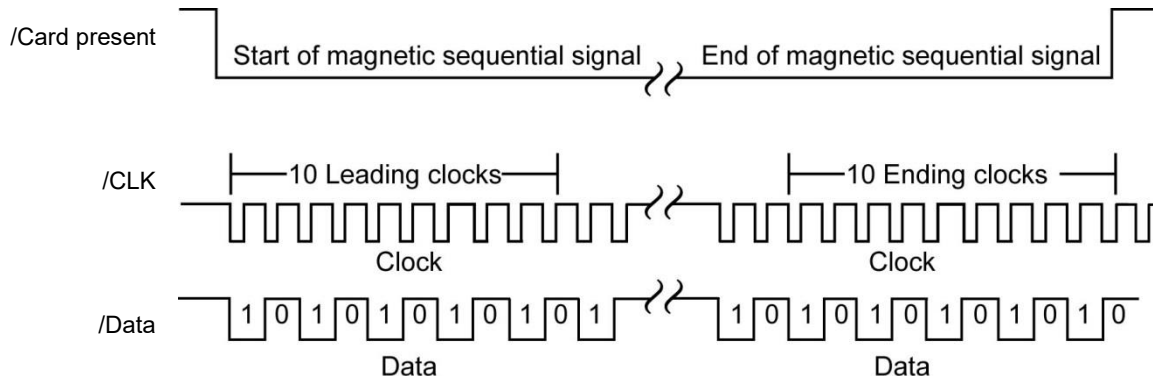 /Card present
Start of magnetic sequential signal
End of magnetic sequential signal
/CLK
10 Leading clocks
10 Ending clocks
Clock
Clock
/Data
1 0 1 0 1 0 1 0 1 0 1
1 0 1 0 1 0 1 0 1 0 1 0
Data
Data